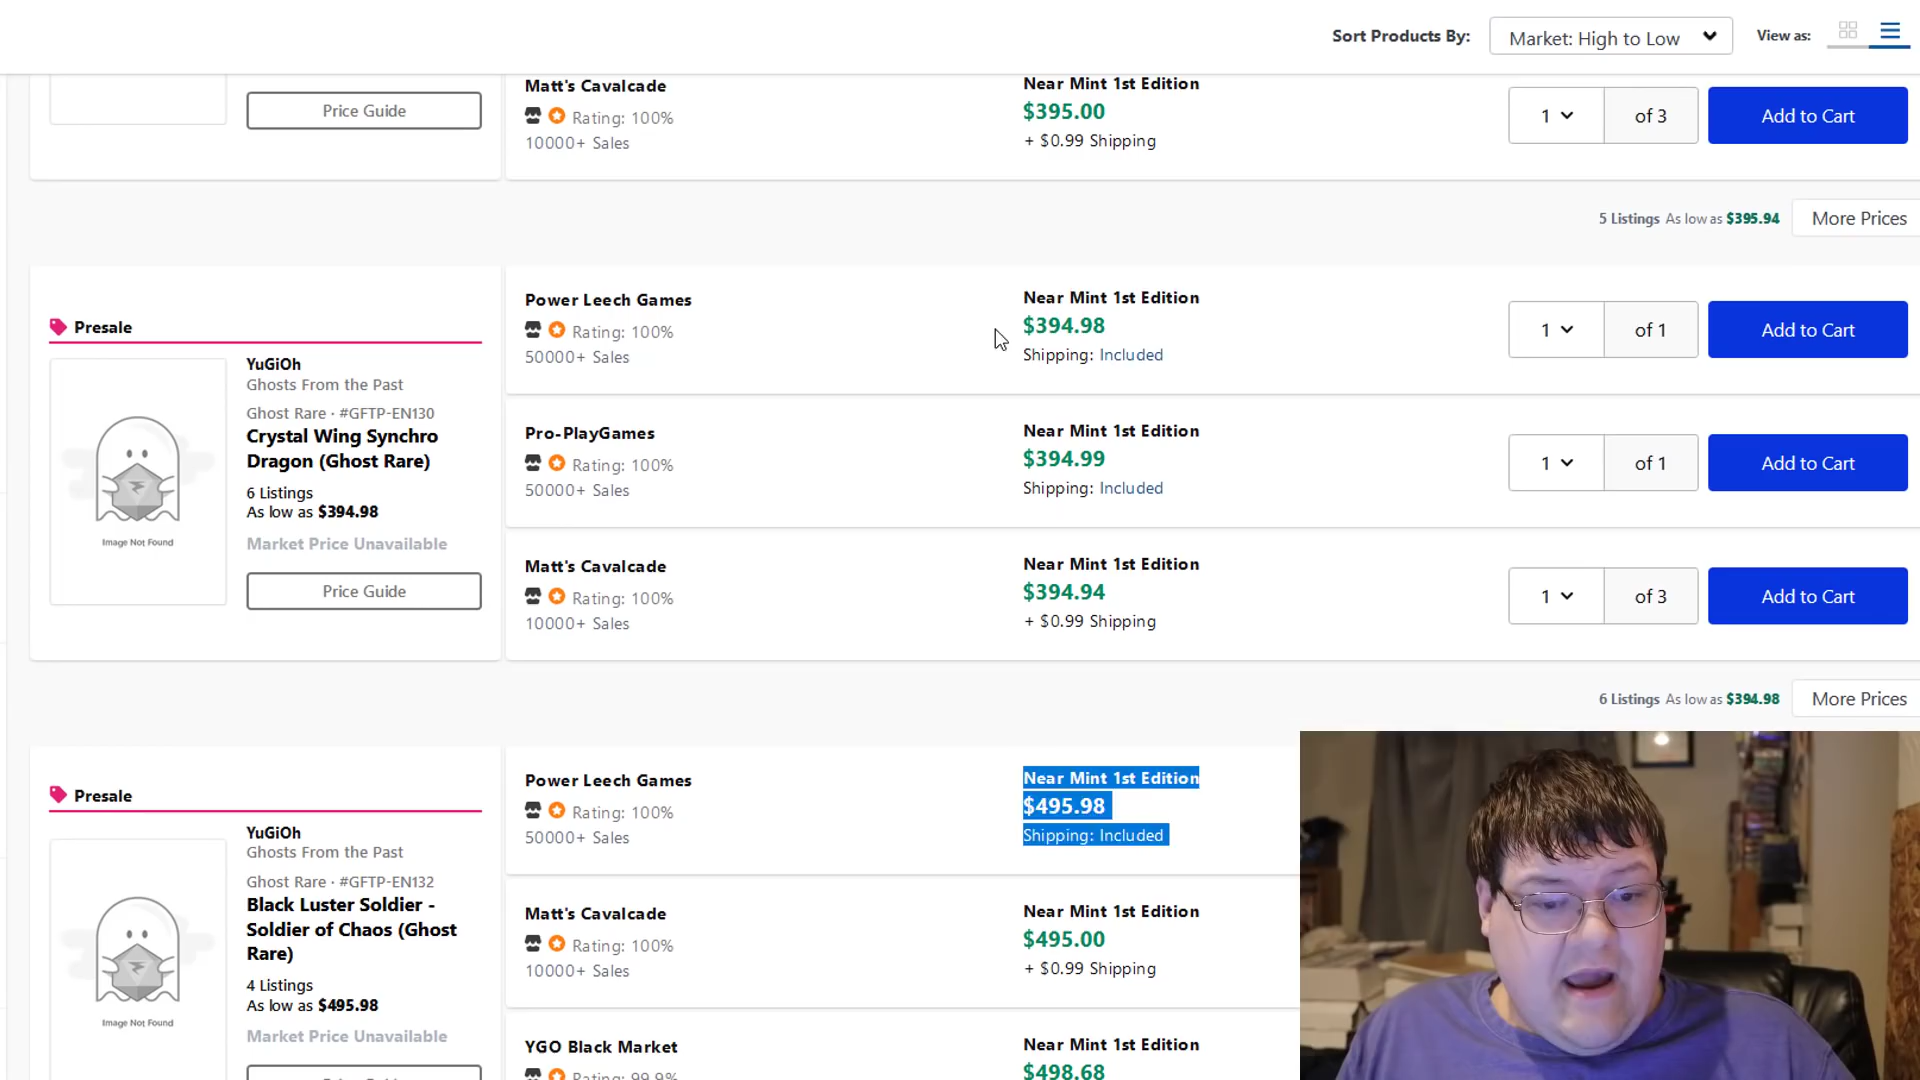 Sort Products By:
Market: High to Low
View as:
Price Guide
Matt's Cavalcade
Rating: 100%
10000+ Sales
Near Mint 1st Edition
$395.00
+ $0.99 Shipping
1
of 3
Add to Cart
5 Listings As low as $395.94
More Prices
Presale
YuGiOh
Ghosts From the Past
Ghost Rare · #GFTP-EN130
Crystal Wing Synchro
Dragon (Ghost Rare)
6 Listings
As low as $394.98
Market Price Unavailable
Price Guide
Image Not Found
Power Leech Games
Rating: 100%
50000+ Sales
Near Mint 1st Edition
$394.98
Shipping: Included
1
of 1
Add to Cart
Pro-PlayGames
Rating: 100%
50000+ Sales
Near Mint 1st Edition
$394.99
Shipping: Included
1
of 1
Add to Cart
Matt's Cavalcade
Rating: 100%
10000+ Sales
Near Mint 1st Edition
$394.94
+ $0.99 Shipping
1
of 3
Add to Cart
6 Listings As low as $394.98
More Prices
Presale
YuGiOh
Ghosts From the Past
Ghost Rare · #GFTP-EN132
Black Luster Soldier -
Soldier of Chaos (Ghost
Rare)
4 Listings
As low as $495.98
Market Price Unavailable
Image Not Found
Power Leech Games
Rating: 100%
50000+ Sales
Near Mint 1st Edition
$495.98
Shipping: Included
Matt's Cavalcade
Rating: 100%
10000+ Sales
Near Mint 1st Edition
$495.00
+ $0.99 Shipping
YGO Black Market
Rating: 99.9%
Near Mint 1st Edition
$498.68